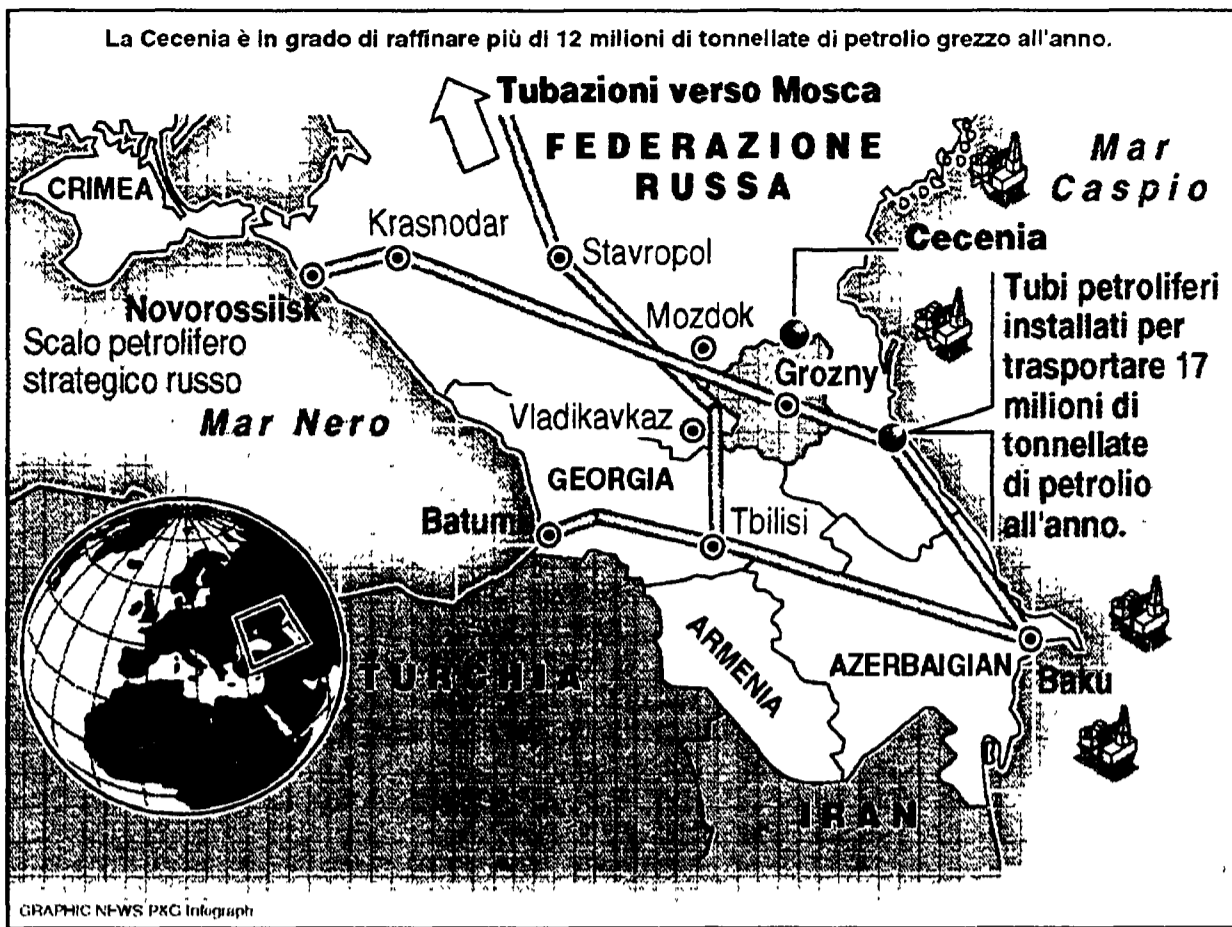 La Cecenia è in grado di raffinare più di 12 milioni di tonnellate di petrolio grezzo all'anno.
Tubazioni verso Mosca
FEDERAZIONE
RUSSA
Mar
Caspio
CRIMEA
Krasnodar
Stavropol
Cecenia
Novorossiisk
Scalo petrolifero
strategico russo
Mozdok
Grozny
Tubi petroliferi
installati per
trasportare 17
milioni di
tonnellate
di petrolio
all'anno.
Mar Nero
Vladikavkaz
GEORGIA
Batumi
Tbilisi
ARMENIA
AZERBAIGIAN
Baku
TURCHIA
IRAN
GRAPHIC NEWS P&G Infograph